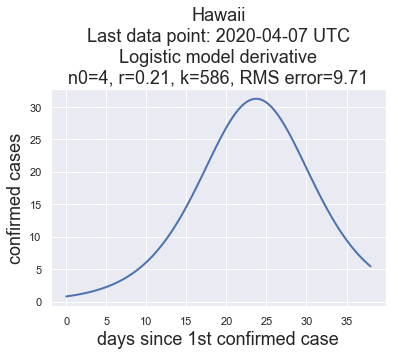 Hawaii
Last data point: 2020-04-07 UTC
Logistic model derivative
n0=4, r=0.21, k=586, RMS error=9.71
confirmed cases
30
25
20
15
10
5
0
0 5 10 15 20 25 30 35
days since 1st confirmed case